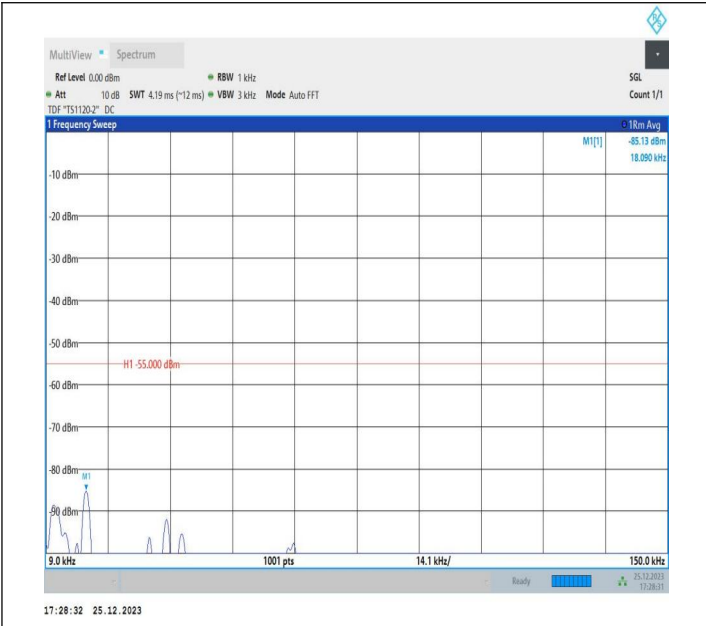 MultiView Spectrum
Ref Level 0.00 dBm RBW 1 kHz SGL
Att 10 dB SWT 4.19 ms (~12 ms) VBW 3 kHz Mode Auto FFT Count 1/1
TDF "TS1120-2" DC
1 Frequency Sweep 1Rm Avg
M1[1] -85.13 dBm
18.090 kHz
-10 dBm
-20 dBm
-30 dBm
-40 dBm
-50 dBm
H1 -55.000 dBm
-60 dBm
-70 dBm
-80 dBm
M1
-90 dBm
9.0 kHz 1001 pts 14.1 kHz/ 150.0 kHz
Ready 25.12.2023
17:28:31
17:28:32 25.12.2023